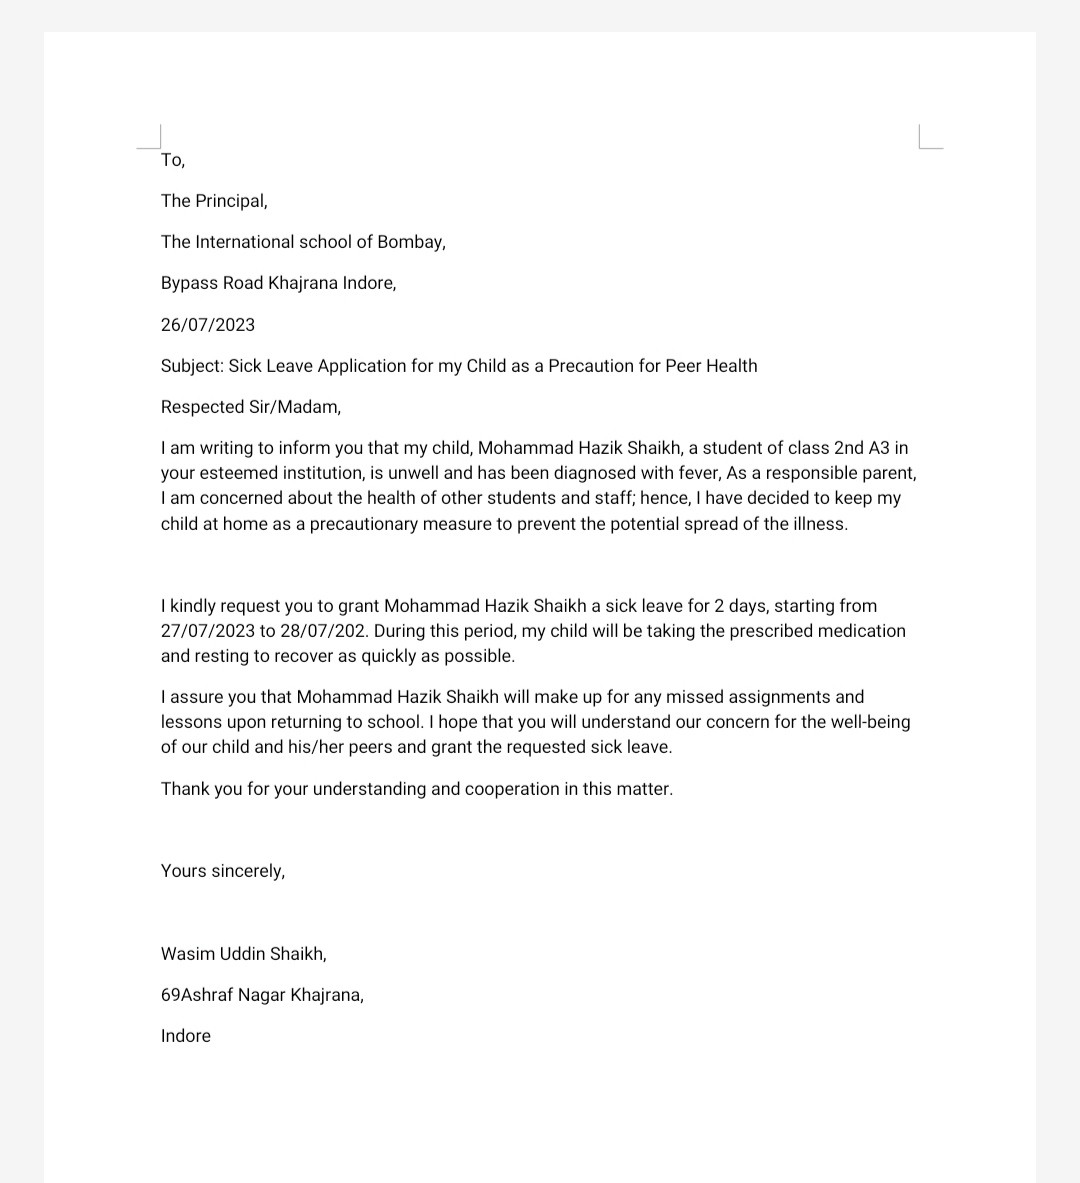 To,
The Principal,
The International school of Bombay,
Bypass Road Khajrana Indore,
26/07/2023
Subject: Sick Leave Application for my Child as a Precaution for Peer Health
Respected Sir/Madam,
I am writing to inform you that my child, Mohammad Hazik Shaikh, a student of class 2nd A3 in
your esteemed institution, is unwell and has been diagnosed with fever, As a responsible parent,
I am concerned about the health of other students and staff; hence, I have decided to keep my
child at home as a precautionary measure to prevent the potential spread of the illness.
I kindly request you to grant Mohammad Hazik Shaikh a sick leave for 2 days, starting from
27/07/2023 to 28/07/202. During this period, my child will be taking the prescribed medication
and resting to recover as quickly as possible.
I assure you that Mohammad Hazik Shaikh will make up for any missed assignments and
lessons upon returning to school. I hope that you will understand our concern for the well-being
of our child and his/her peers and grant the requested sick leave.
Thank you for your understanding and cooperation in this matter.
Yours sincerely,
Wasim Uddin Shaikh,
69Ashraf Nagar Khajrana,
Indore